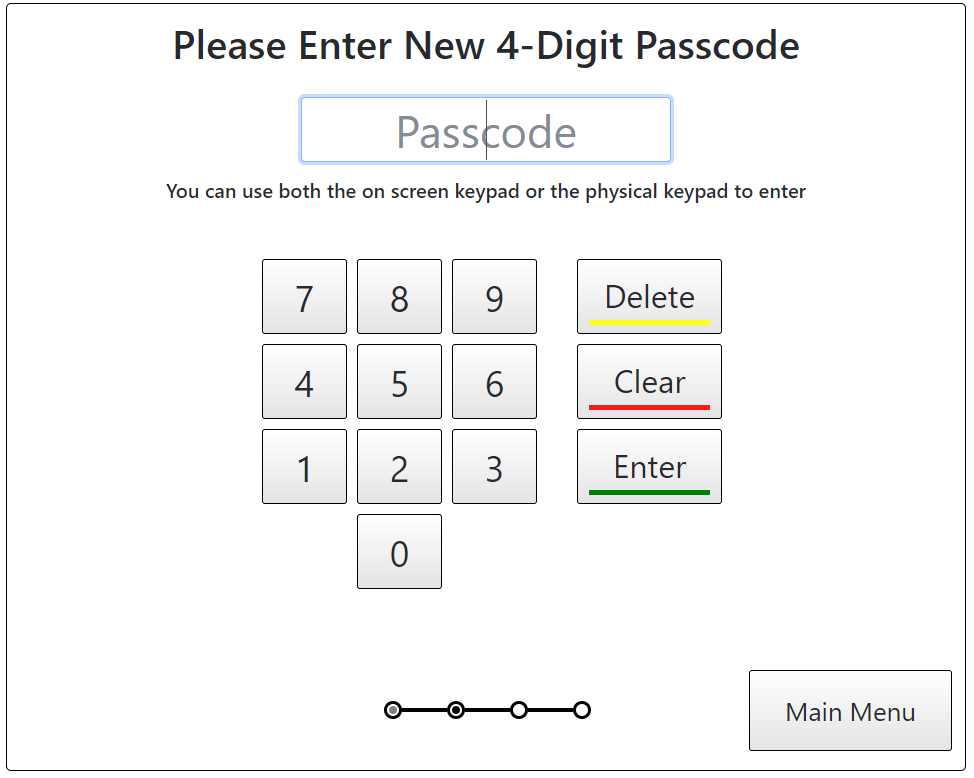 Please Enter New 4-Digit Passcode
Passcode
You can use both the on screen keypad or the physical keypad to enter
7 8 9 Delete
4 5 6 Clear
1 2 3 Enter
0
Main Menu